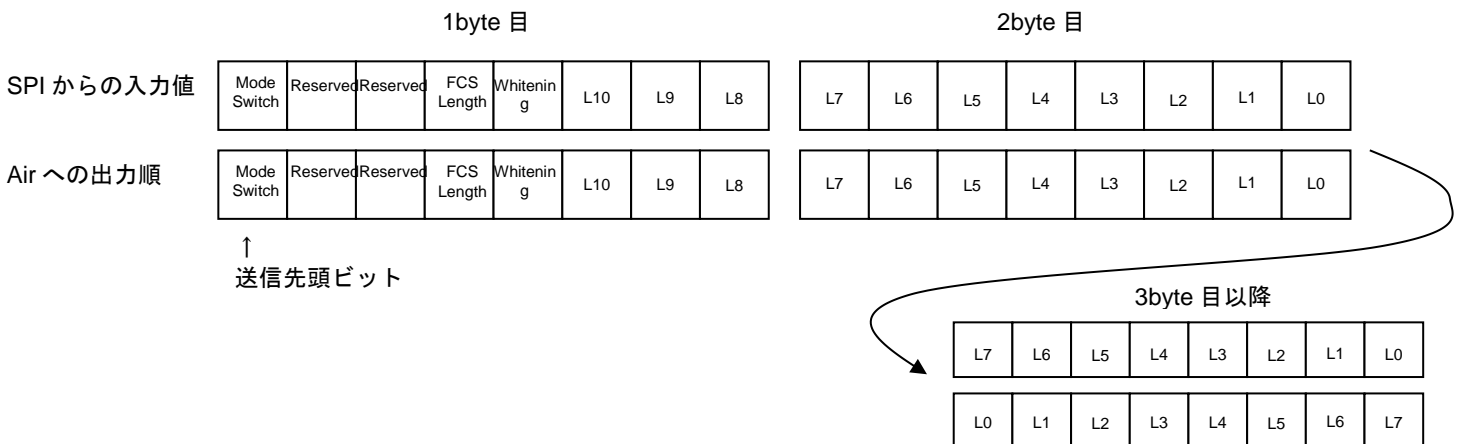 1byte 目 2byte 目
SPI からの入力値 Mode Switch Reserved Reserved FCS Length Whitening L10 L9 L8 L7 L6 L5 L4 L3 L2 L1 L0
Air への出力順 Mode Switch Reserved Reserved FCS Length Whitening L10 L9 L8 L7 L6 L5 L4 L3 L2 L1 L0
↑
送信先頭ビット
3byte 目以降
L7 L6 L5 L4 L3 L2 L1 L0
L0 L1 L2 L3 L4 L5 L6 L7